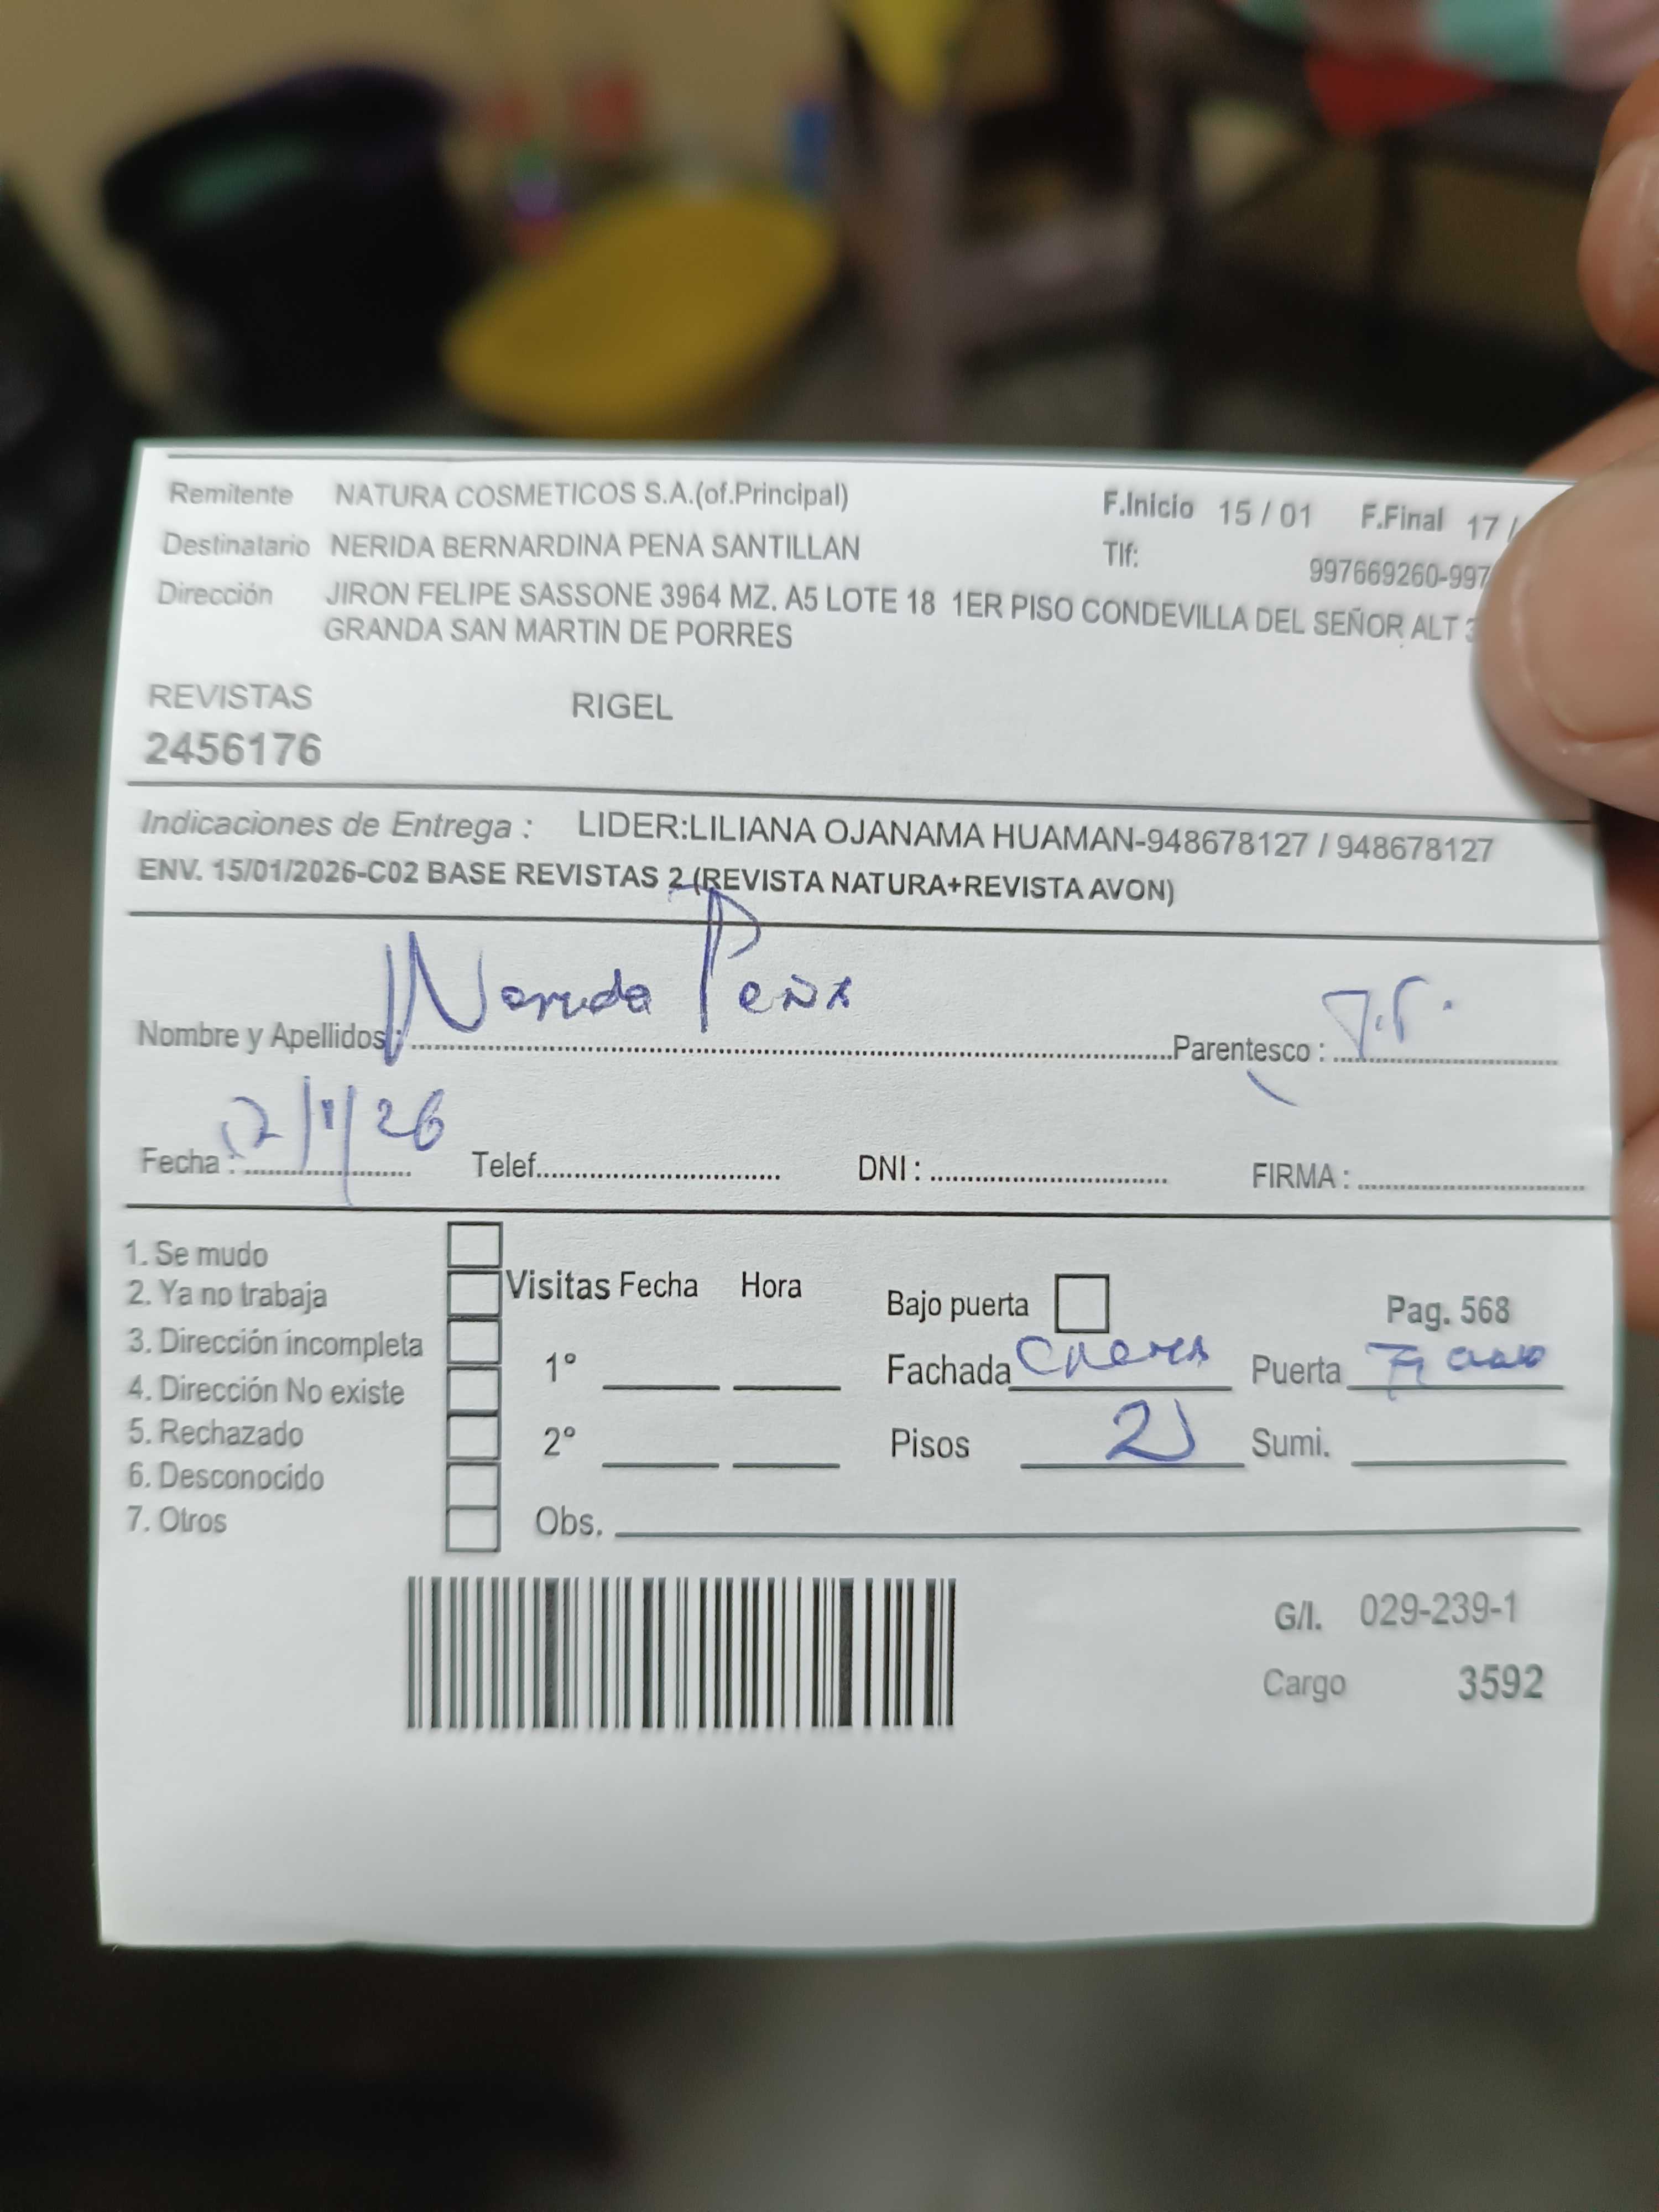 Remitente NATURA COSMETICOS S.A.(of.Principal) F.Inicio 15 / 01 F.Final 17 /
Destinatario NERIDA BERNARDINA PENA SANTILLAN Tlf: 997669260-997
Dirección JIRON FELIPE SASSONE 3964 MZ. A5 LOTE 18 1ER PISO CONDEVILLA DEL SEÑOR ALT 3
GRANDA SAN MARTIN DE PORRES
REVISTAS RIGEL
2456176
Indicaciones de Entrega : LIDER:LILIANA OJANAMA HUAMAN-948678127 / 948678127
ENV. 15/01/2026-C02 BASE REVISTAS 2 (REVISTA NATURA+REVISTA AVON)
Nombre y Apellidos: Peña Parentesco :
Fecha : Telef. DNI : FIRMA :
1. Se mudo
2. Ya no trabaja Visitas Fecha Hora Bajo puerta Pag. 568
3. Dirección incompleta 1° Fachada Puerta
4. Dirección No existe
5. Rechazado 2° Pisos 2 Sumi.
6. Desconocido
7. Otros Obs.
G/I. 029-239-1
Cargo 3592